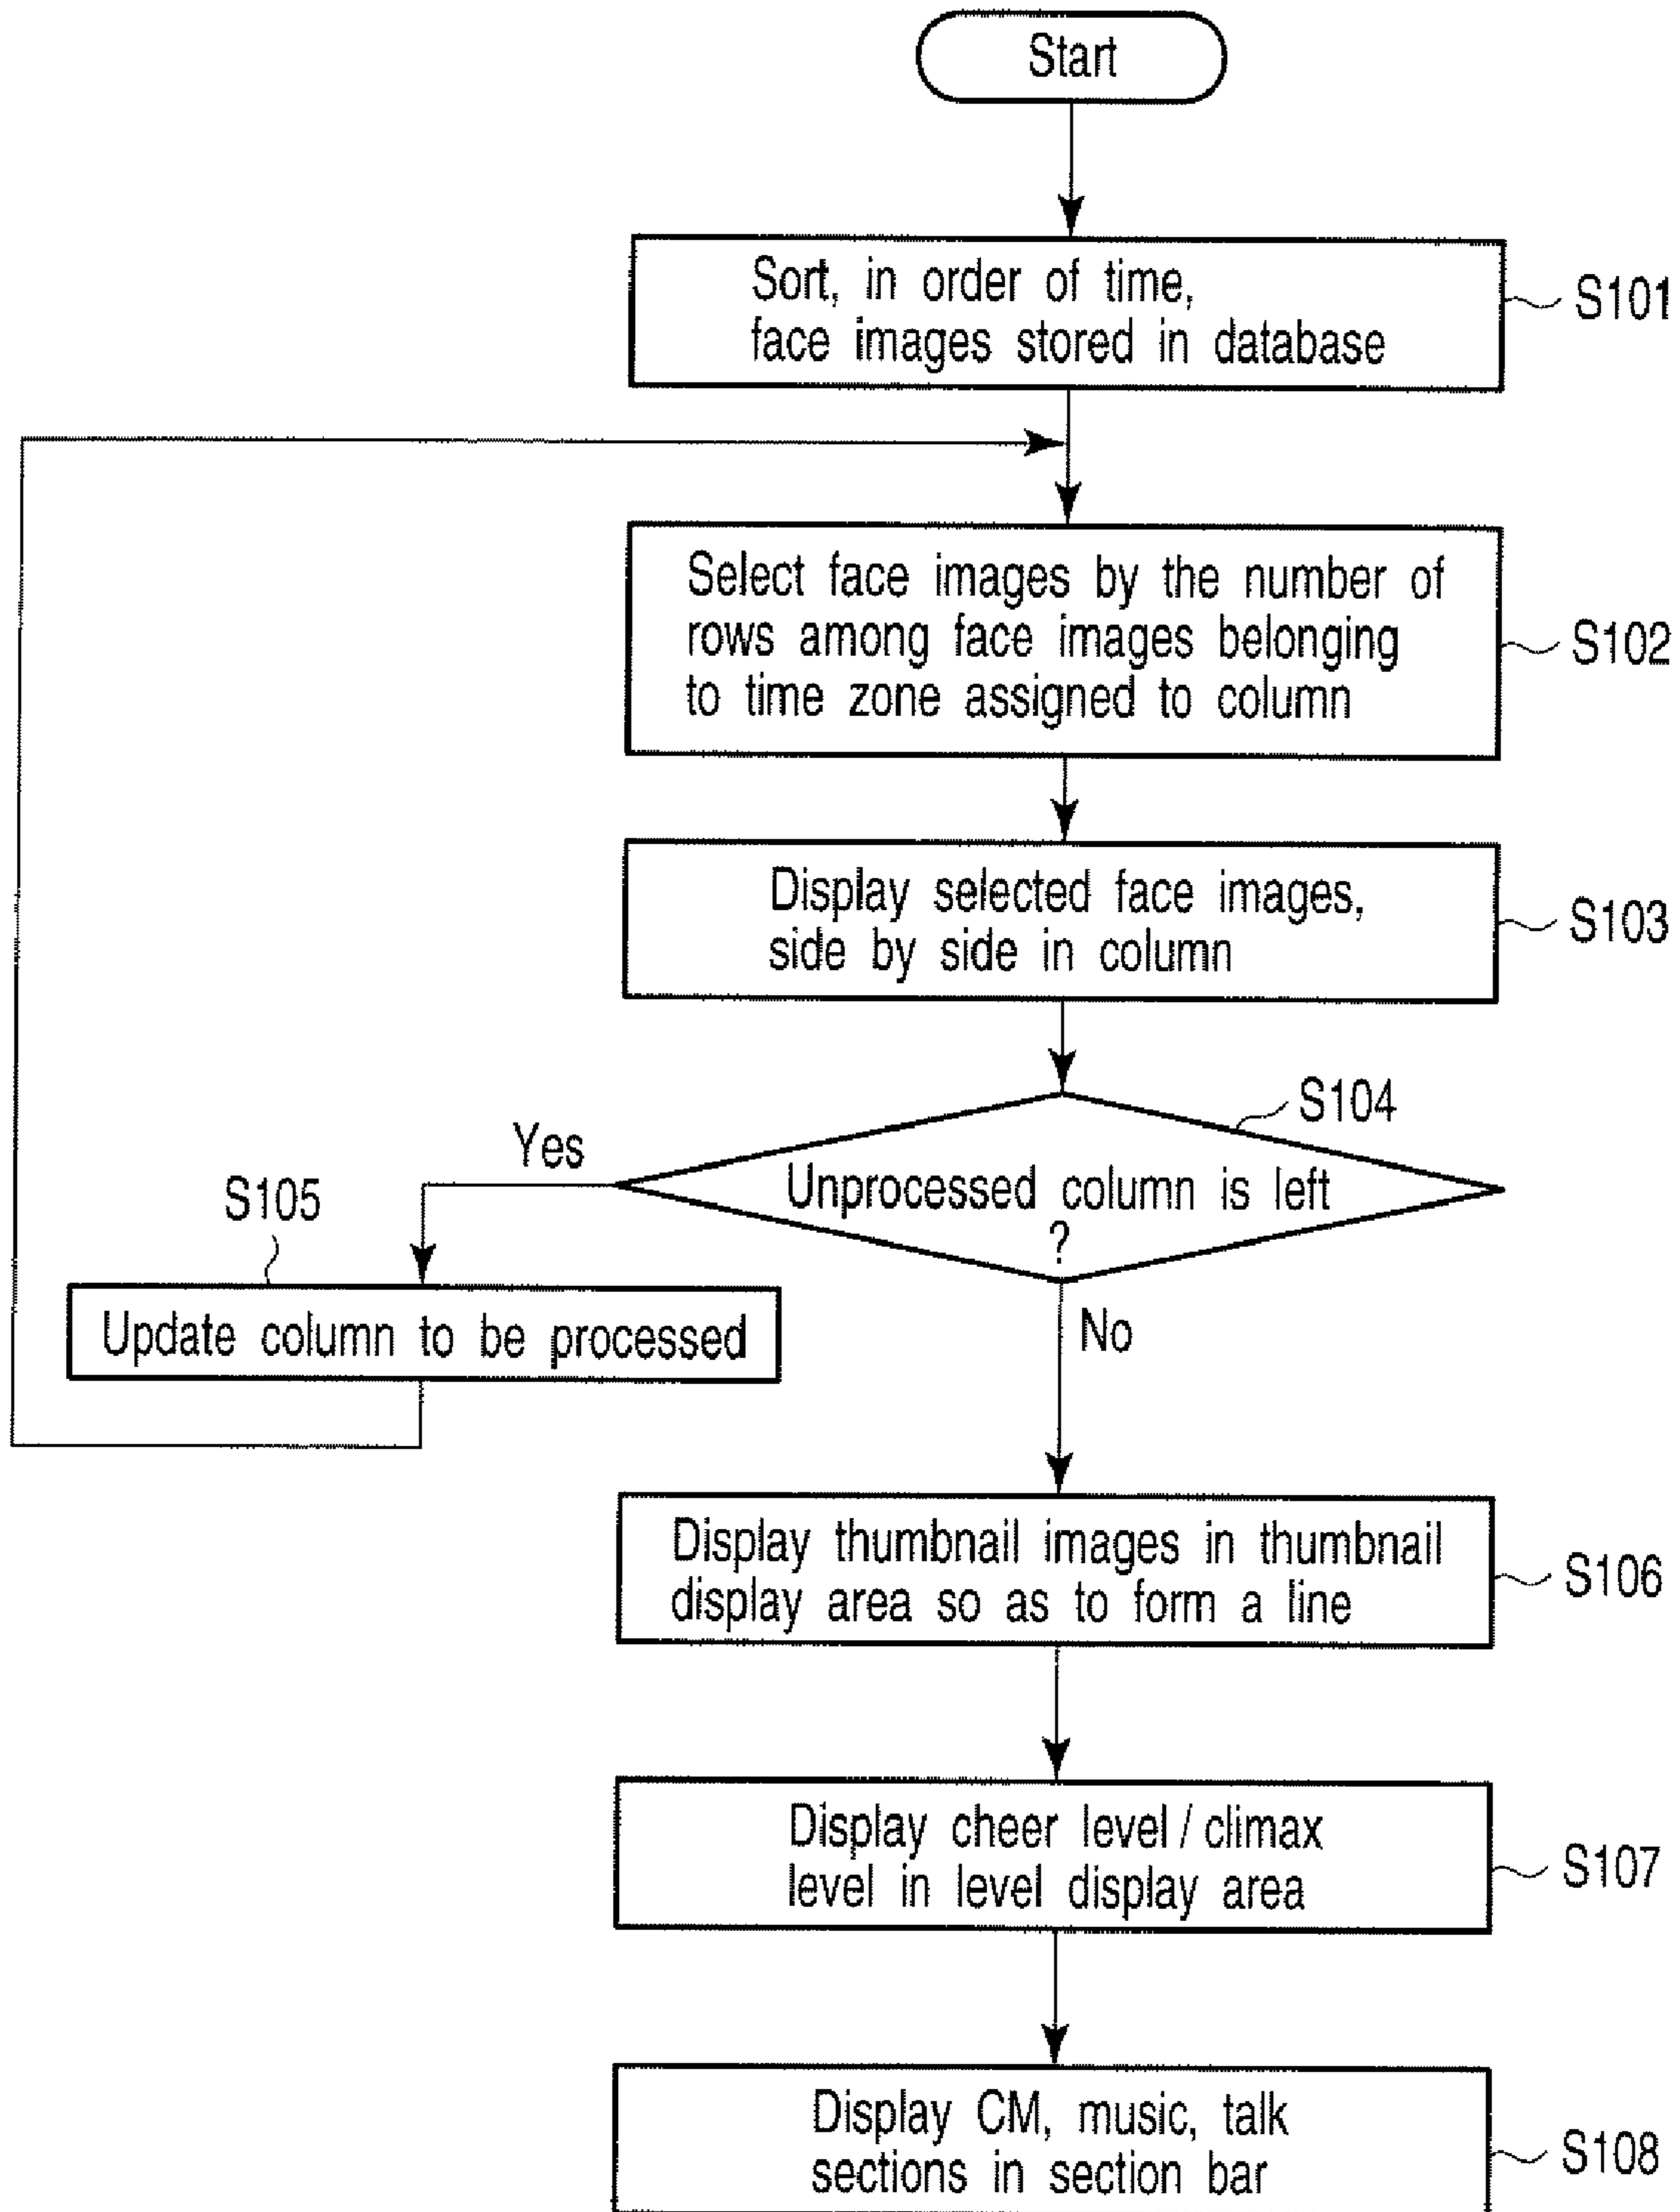 Start
Sort, in order of time,
face images stored in database
S101
Select face images by the number of
rows among face images belonging
to time zone assigned to column
S102
Display selected face images,
side by side in column
S103
S104
Unprocessed column is left
?
Yes
No
S105
Update column to be processed
Display thumbnail images in thumbnail
display area so as to form a line
S106
Display cheer level / climax
level in level display area
S107
Display CM, music, talk
sections in section bar
S108